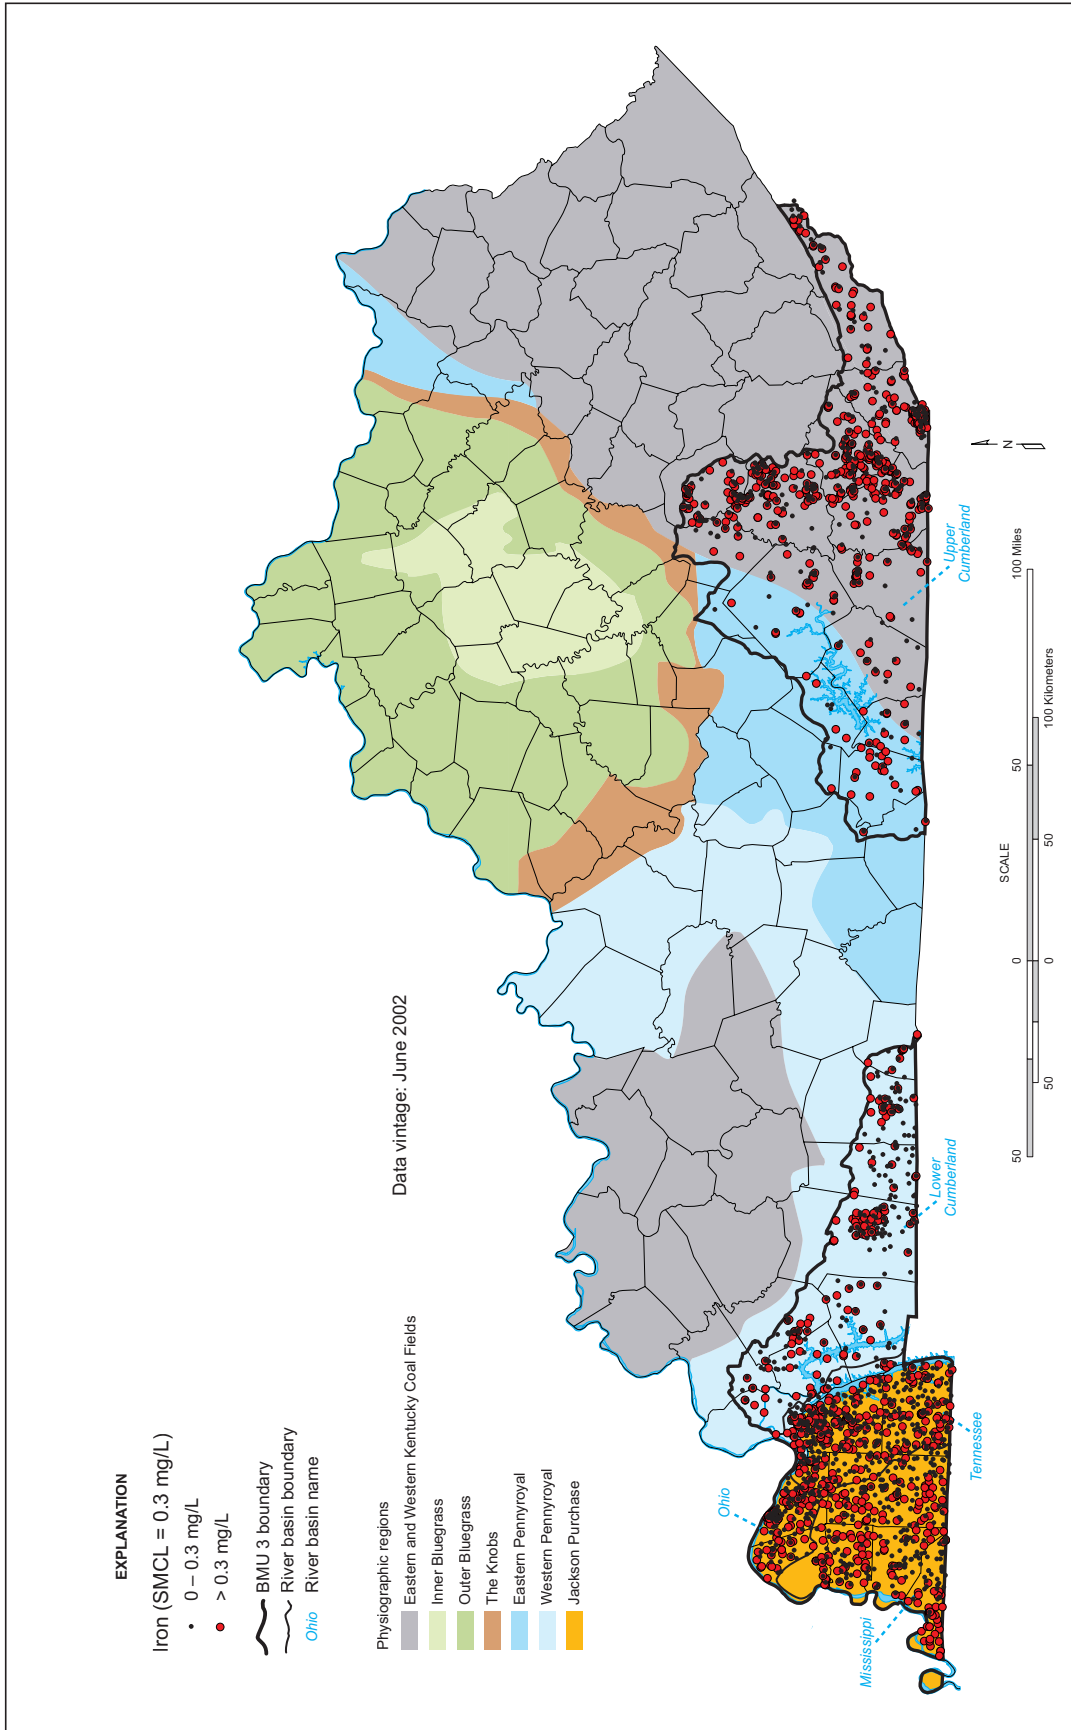 EXPLANATION
Iron (SMCL = 0.3 mg/L)
0 – 0.3 mg/L
> 0.3 mg/L
BMU 3 boundary
River basin boundary
Ohio River basin name
Physiographic regions
Eastern and Western Kentucky Coal Fields
Inner Bluegrass
Outer Bluegrass
The Knobs
Eastern Pennyroyal
Western Pennyroyal
Jackson Purchase
Data vintage: June 2002
Ohio
Mississippi
Tennessee
Lower
Cumberland
Upper
Cumberland
N
SCALE
50 0 50 100 Miles
50 0 50 100 Kilometers